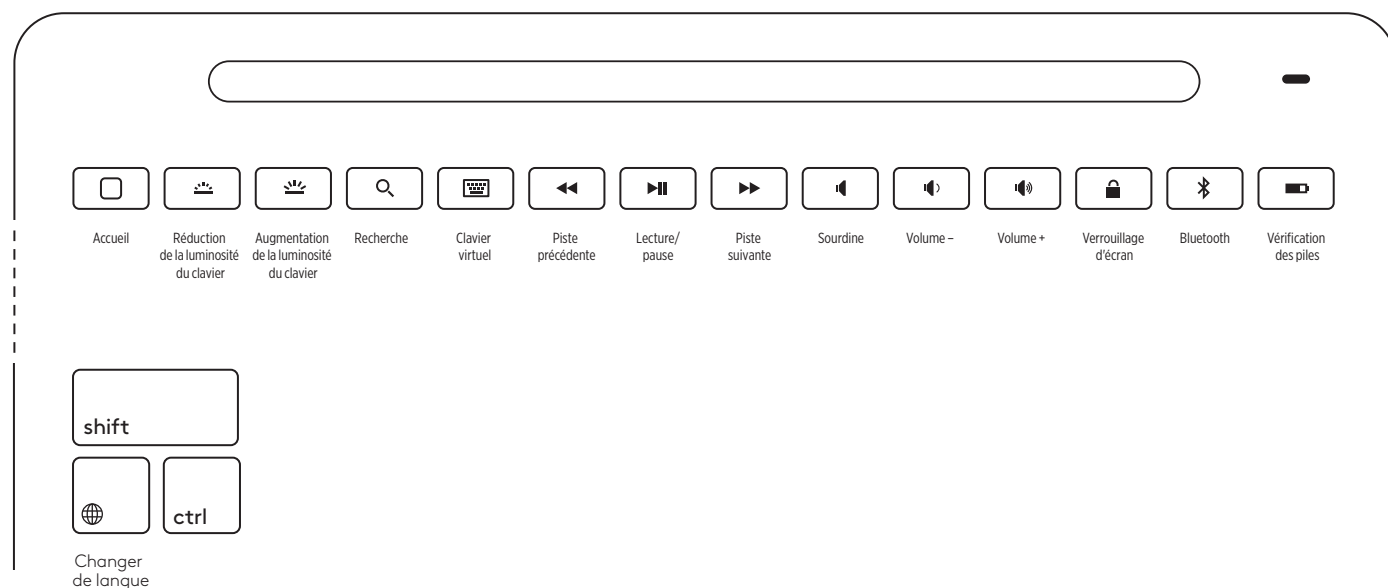 Accueil
Réduction
de la luminosité
du clavier
Augmentation
de la luminosité
du clavier
Recherche
Clavier
virtuel
Piste
précédente
Lecture/
pause
Piste
suivante
Sourdine
Volume –
Volume +
Verrouillage
d'écran
Bluetooth
Vérification
des piles
shift
ctrl
Changer
de langue